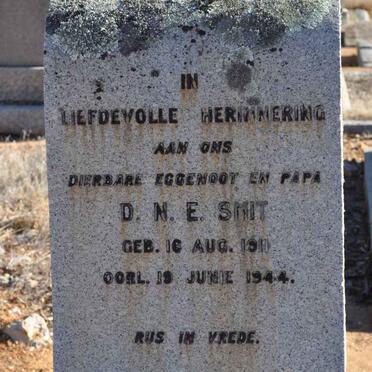 IN
LIEFDEVOLLE HERINNERING
AAN ONS
DIERBARE EGGENOOT EN PAPA
D. N. E. SMIT
GEB. 16 AUG. 1911
OORL. 19 JUNIE 1944.
RUS IN VREDE.